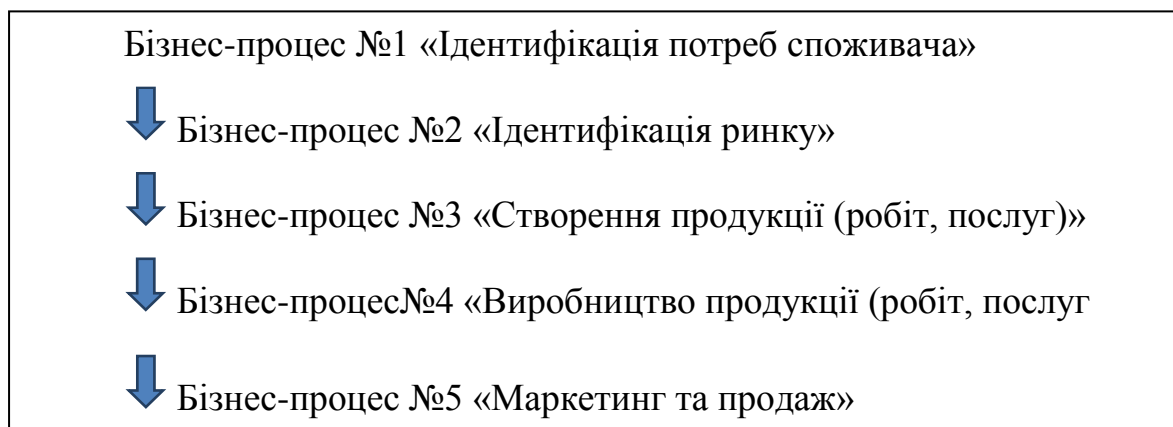 Бізнес-процес №1 «Ідентифікація потреб споживача»
Бізнес-процес №2 «Ідентифікація ринку»
Бізнес-процес №3 «Створення продукції (робіт, послуг)»
Бізнес-процес№4 «Виробництво продукції (робіт, послуг
Бізнес-процес №5 «Маркетинг та продаж»